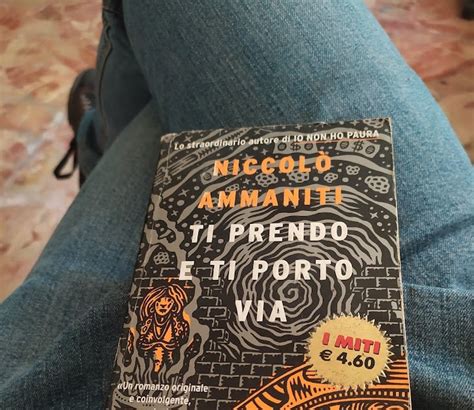 Lo straordinario autore di IO NON HO PAURA
NICCOLÒ
AMMANITI
TI PRENDO
E TI PORTO
VIA
I MITI
€ 4.60
«Un romanzo originale
e coinvolgente,